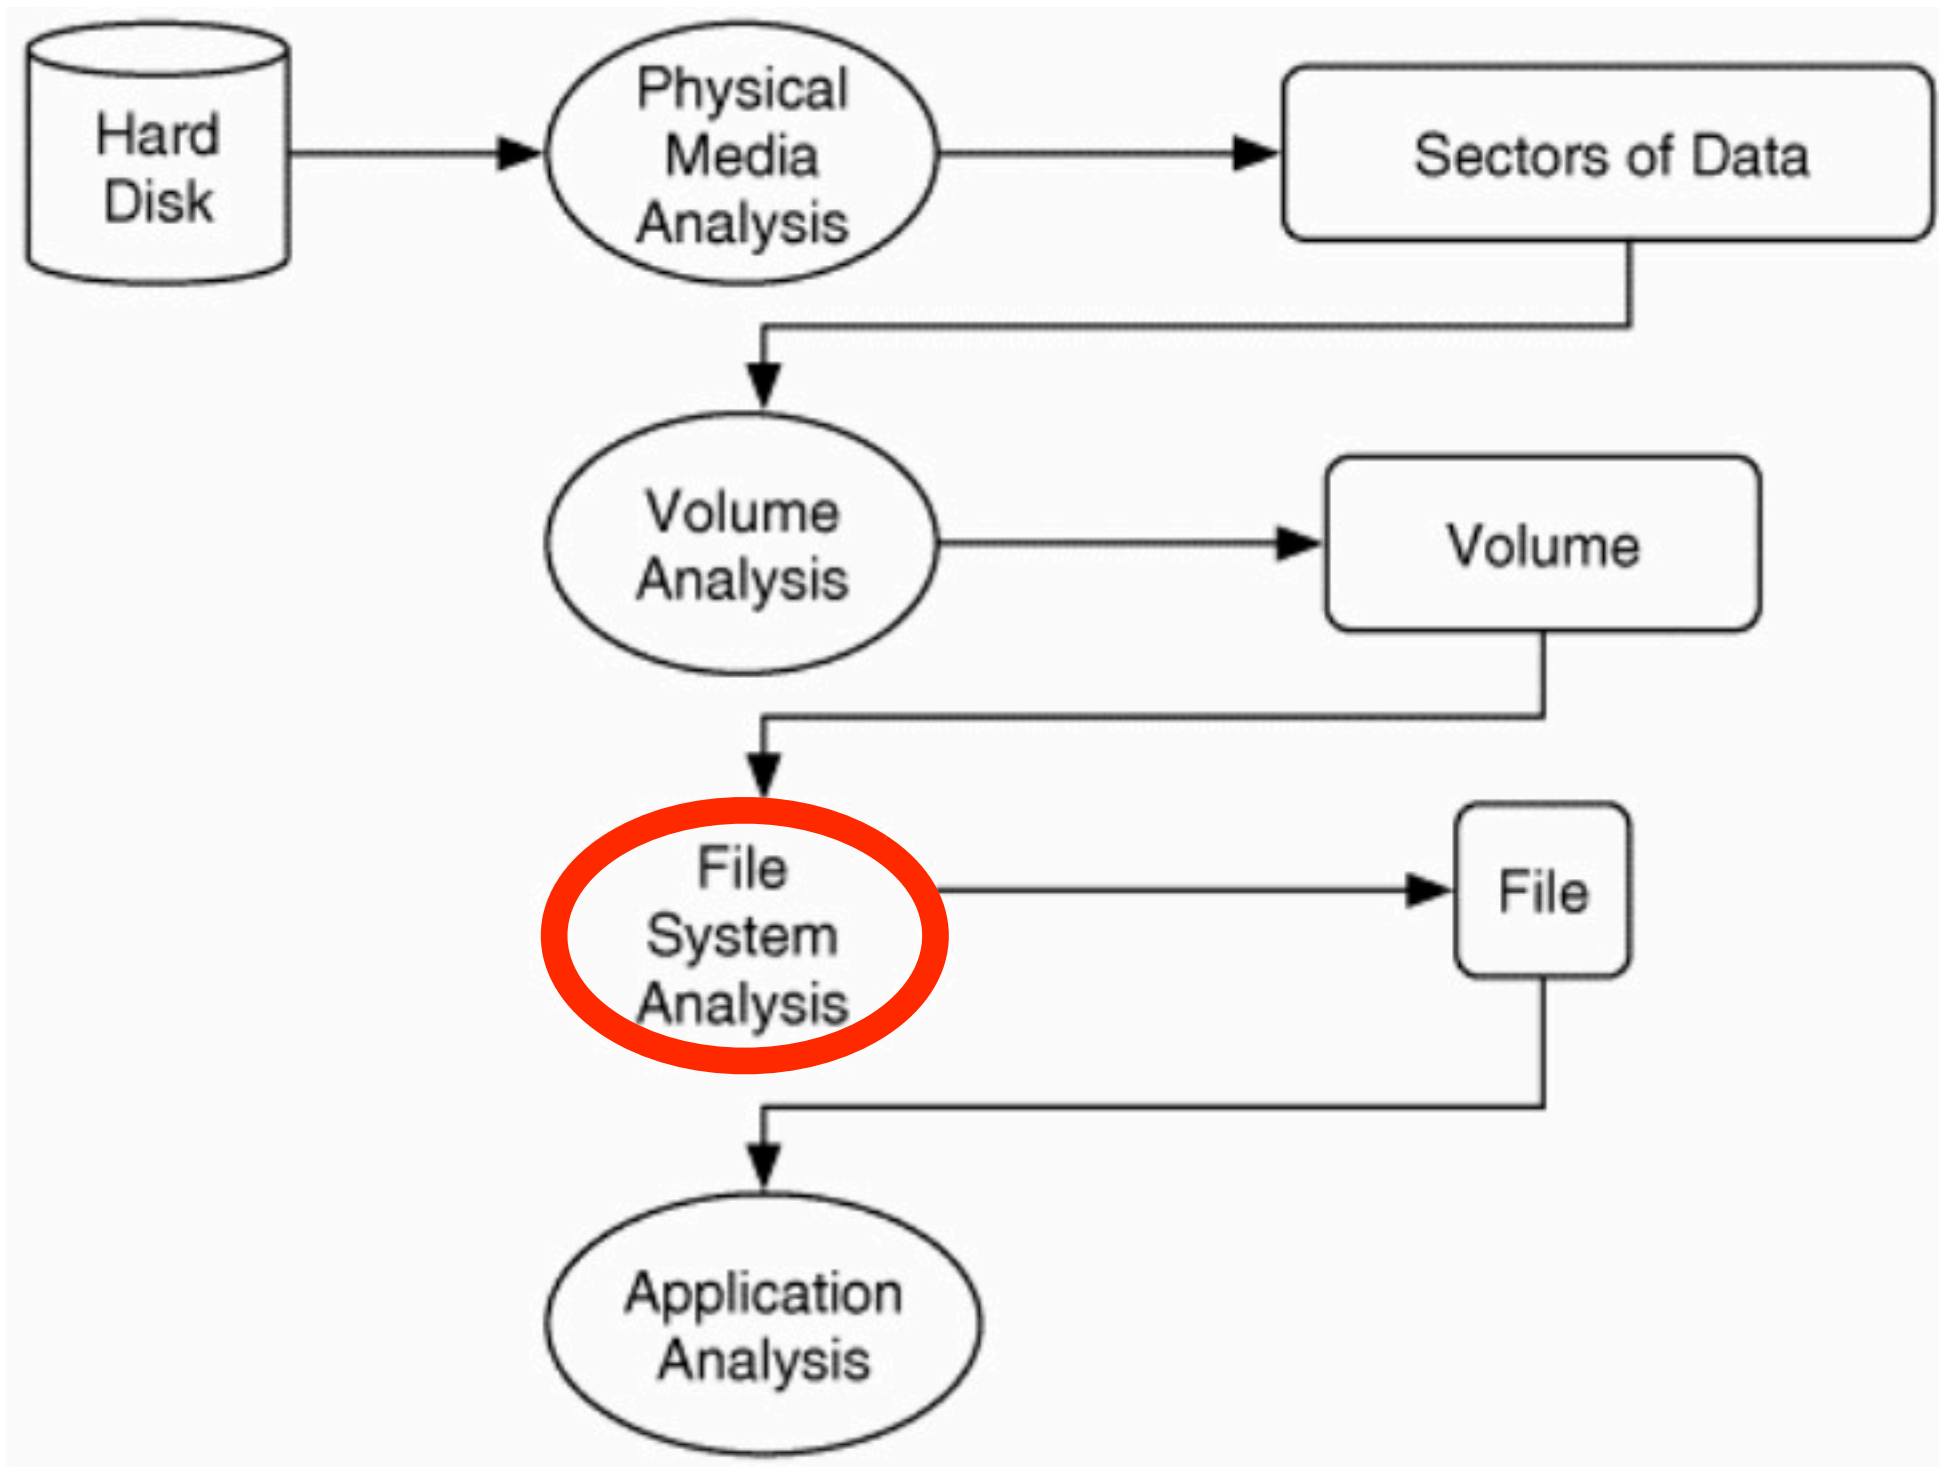 Hard
Disk
Physical
Media
Analysis
Sectors of Data
Volume
Analysis
Volume
File
System
Analysis
File
Application
Analysis